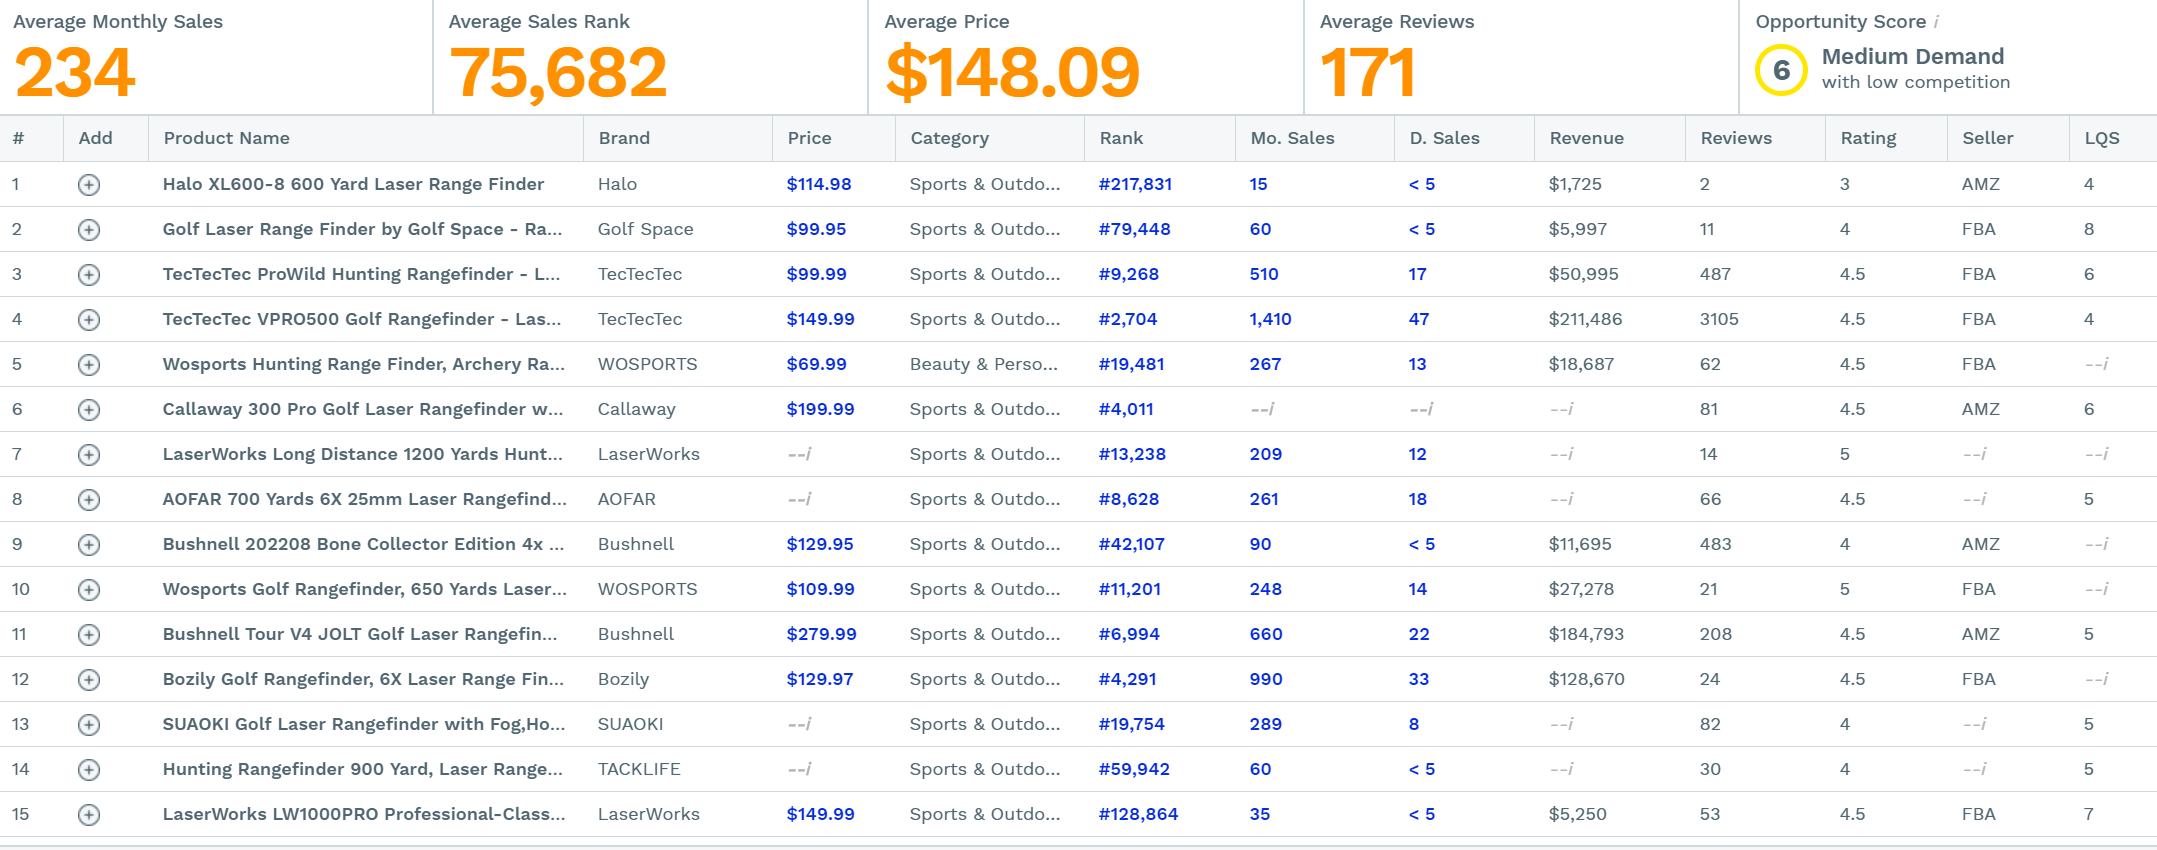 Average Monthly Sales Average Sales Rank Average Price Average Reviews Opportunity Score i
234 75,682 $148.09 171 6 Medium Demand
with low competition
# Add Product Name Brand Price Category Rank Mo. Sales D. Sales Revenue Reviews Rating Seller LQS
1 Halo XL600-8 600 Yard Laser Range Finder Halo $114.98 Sports & Outdo... #217,831 15 < 5 $1,725 2 3 AMZ 4
2 Golf Laser Range Finder by Golf Space - Ra... Golf Space $99.95 Sports & Outdo... #79,448 60 < 5 $5,997 11 4 FBA 8
3 TecTecTec ProWild Hunting Rangefinder - L... TecTecTec $99.99 Sports & Outdo... #9,268 510 17 $50,995 487 4.5 FBA 6
4 TecTecTec VPRO500 Golf Rangefinder - Las... TecTecTec $149.99 Sports & Outdo... #2,704 1,410 47 $211,486 3105 4.5 FBA 4
5 Wosports Hunting Range Finder, Archery Ra... WOSPORTS $69.99 Beauty & Perso... #19,481 267 13 $18,687 62 4.5 FBA --i
6 Callaway 300 Pro Golf Laser Rangefinder w... Callaway $199.99 Sports & Outdo... #4,011 --i --i --i 81 4.5 AMZ 6
7 LaserWorks Long Distance 1200 Yards Hunt... LaserWorks --i Sports & Outdo... #13,238 209 12 --i 14 5 --i --i
8 AOFAR 700 Yards 6X 25mm Laser Rangefind... AOFAR --i Sports & Outdo... #8,628 261 18 --i 66 4.5 --i 5
9 Bushnell 202208 Bone Collector Edition 4x ... Bushnell $129.95 Sports & Outdo... #42,107 90 < 5 $11,695 483 4 AMZ --i
10 Wosports Golf Rangefinder, 650 Yards Laser... WOSPORTS $109.99 Sports & Outdo... #11,201 248 14 $27,278 21 5 FBA --i
11 Bushnell Tour V4 JOLT Golf Laser Rangefin... Bushnell $279.99 Sports & Outdo... #6,994 660 22 $184,793 208 4.5 AMZ 5
12 Bozily Golf Rangefinder, 6X Laser Range Fin... Bozily $129.97 Sports & Outdo... #4,291 990 33 $128,670 24 4.5 FBA --i
13 SUAOKI Golf Laser Rangefinder with Fog,Ho... SUAOKI --i Sports & Outdo... #19,754 289 8 --i 82 4 --i 5
14 Hunting Rangefinder 900 Yard, Laser Range... TACKLIFE --i Sports & Outdo... #59,942 60 < 5 --i 30 4 --i 5
15 LaserWorks LW1000PRO Professional-Class... LaserWorks $149.99 Sports & Outdo... #128,864 35 < 5 $5,250 53 4.5 FBA 7